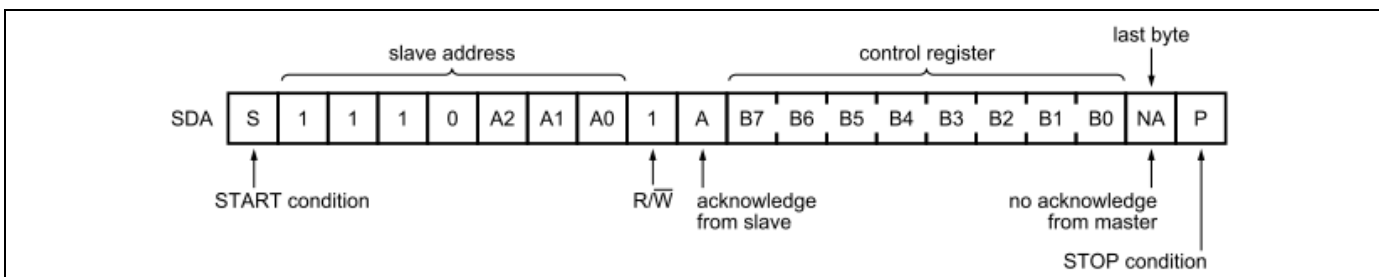 last byte
slave address control register
SDA S 1 1 1 0 A2 A1 A0 1 A B7 B6 B5 B4 B3 B2 B1 B0 NA P
START condition R/W̅ acknowledge no acknowledge
from slave from master
STOP condition